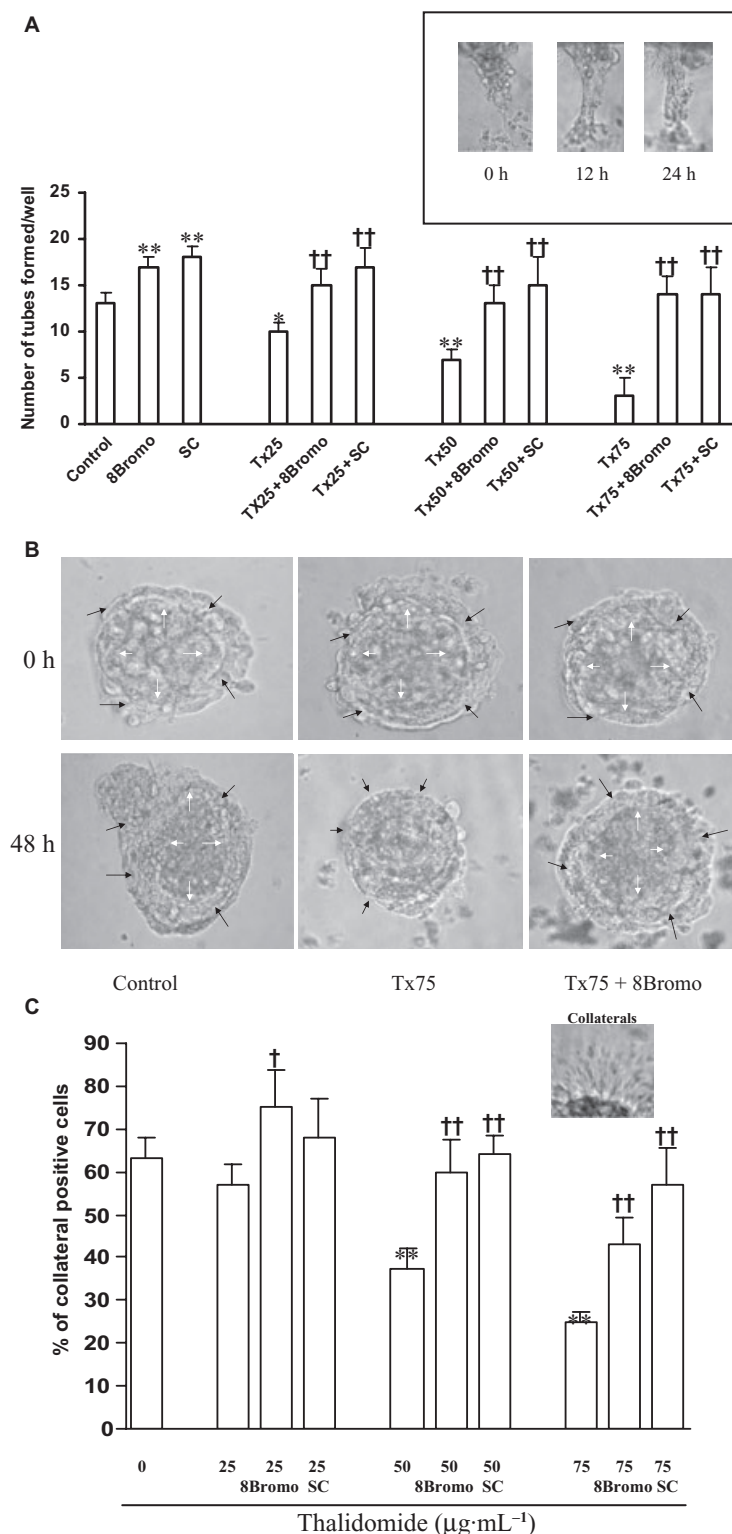 A
0 h 12 h 24 h
25
20
15
10
5
0
Number of tubes formed/well
** ** * †† †† ** †† †† ** †† ††
Control 8Bromo SC Tx25 TX25 + 8Bromo Tx25 + SC Tx50 Tx50 + 8Bromo Tx50 + SC Tx75 Tx75 + 8Bromo Tx75 + SC
B
0 h
48 h
Control Tx75 Tx75 + 8Bromo
C
Collaterals
90
80
70
60
50
40
30
20
10
0
% of collateral positive cells
† ** †† †† ** †† ††
0 25 25 25 50 50 50 75 75 75
8Bromo SC 8Bromo SC 8Bromo SC
Thalidomide (μg·mL⁻¹)